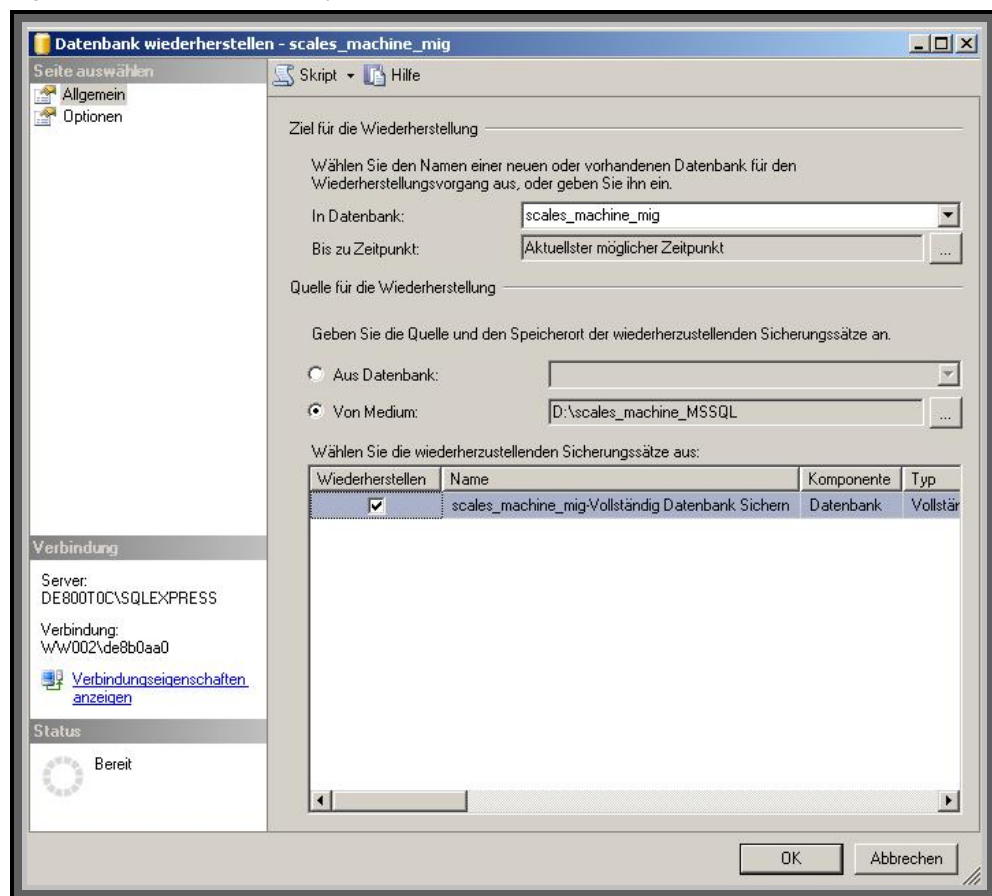 Datenbank wiederherstellen - scales_machine_mig
Seite auswählen
Allgemein
Optionen
Skript
Hilfe
Ziel für die Wiederherstellung
Wählen Sie den Namen einer neuen oder vorhandenen Datenbank für den
Wiederherstellungsvorgang aus, oder geben Sie ihn ein.
In Datenbank:
scales_machine_mig
Bis zu Zeitpunkt:
Aktuellster möglicher Zeitpunkt
...
Quelle für die Wiederherstellung
Geben Sie die Quelle und den Speicherort der wiederherzustellenden Sicherungssätze an.
Aus Datenbank:
Von Medium:
D:\scales_machine_MSSQL
...
Wählen Sie die wiederherzustellenden Sicherungssätze aus:
Wiederherstellen Name Komponente Typ
scales_machine_mig-Vollständig Datenbank Sichern Datenbank Vollstär
Verbindung
Server:
DE800T0C\SQLEXPRESS
Verbindung:
WW002\de8b0aa0
Verbindungseigenschaften
anzeigen
Status
Bereit
OK
Abbrechen